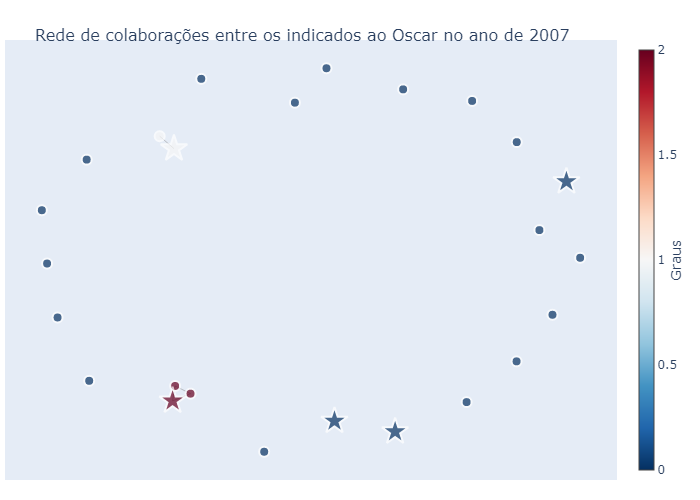 Rede de colaborações entre os indicados ao Oscar no ano de 2007
2
1.5
1
0.5
0
Graus